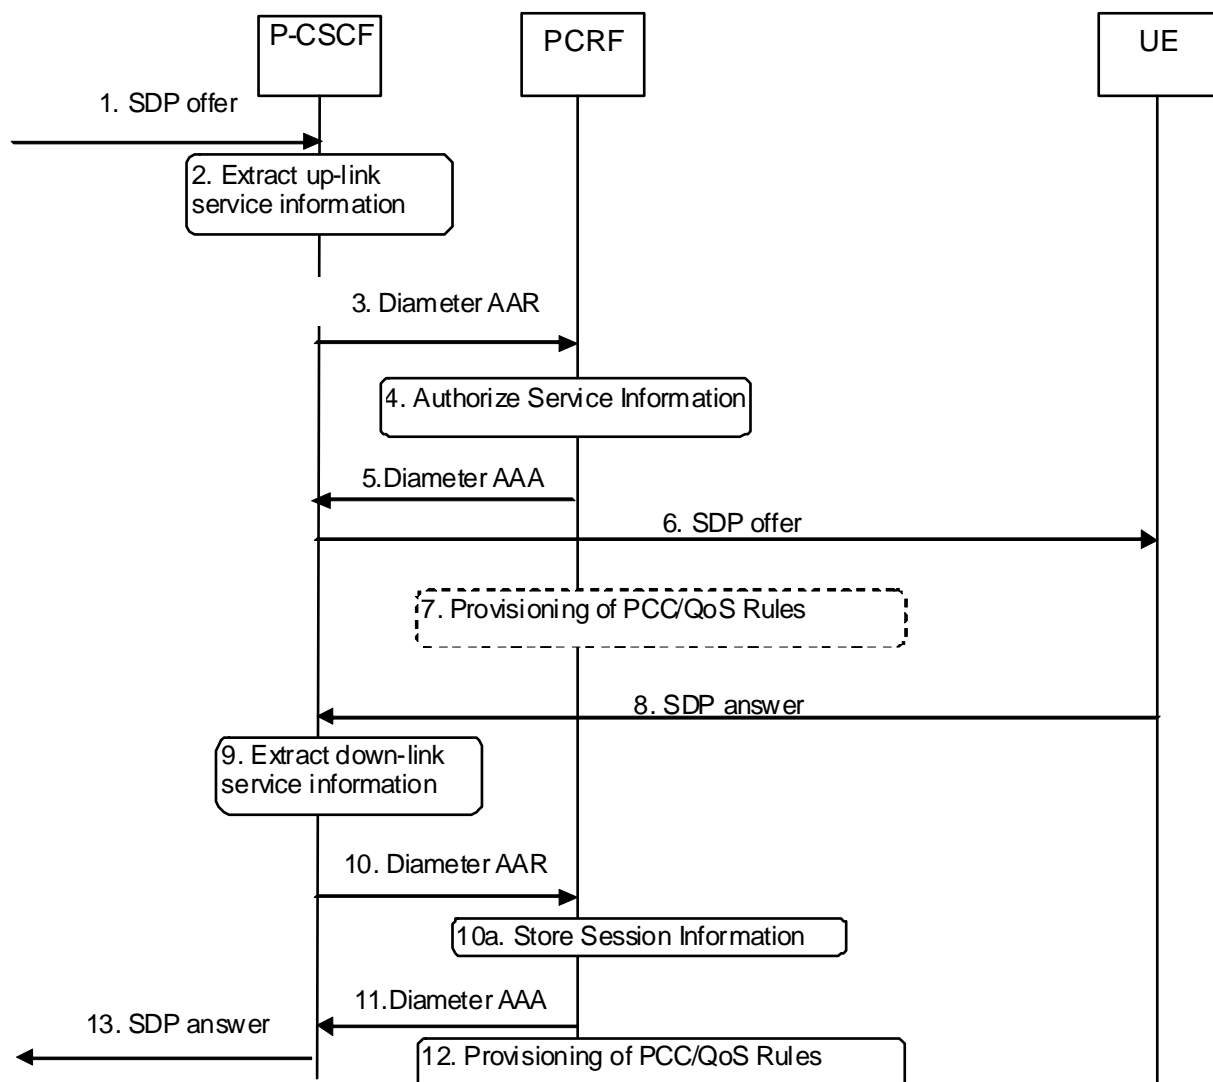 P-CSCF
PCRF
UE
1. SDP offer
2. Extract up-link
service information
3. Diameter AAR
4. Authorize Service Information
5.Diameter AAA
6. SDP offer
7. Provisioning of PCC/QoS Rules
8. SDP answer
9. Extract down-link
service information
10. Diameter AAR
10a. Store Session Information
11.Diameter AAA
13. SDP answer
12. Provisioning of PCC/QoS Rules